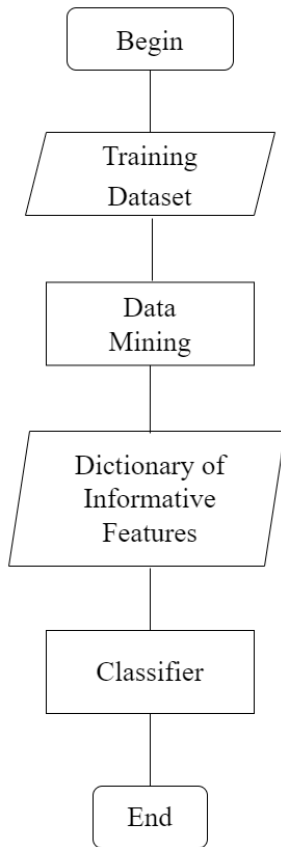 Begin
Training
Dataset
Data
Mining
Dictionary of
Informative
Features
Classifier
End